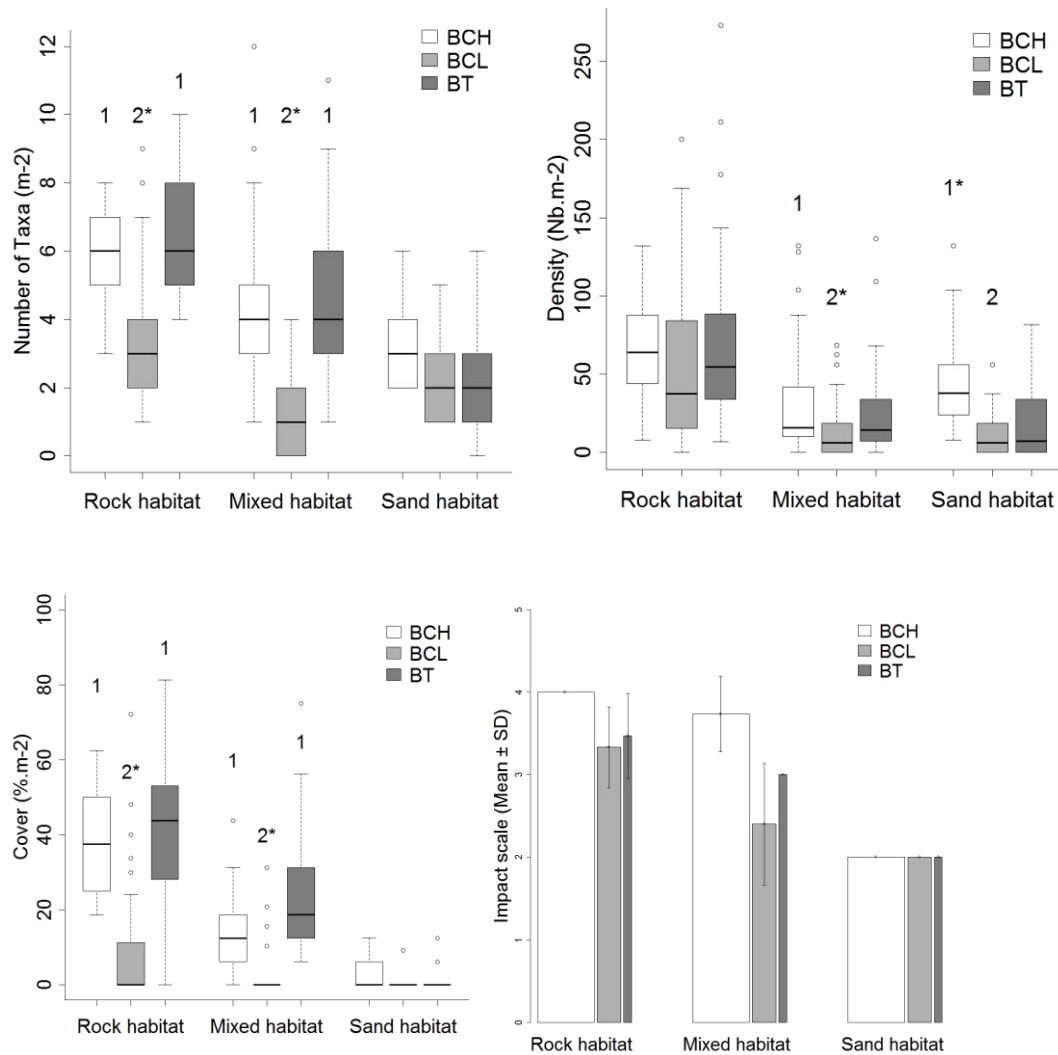 Number of Taxa (m-2)
12
10
8
6
4
2
0
BCH
BCL
BT
1
2*
1
1
2*
1
Rock habitat
Mixed habitat
Sand habitat
Density (Nb.m-2)
250
200
150
100
50
0
BCH
BCL
BT
1
2*
1*
2
Rock habitat
Mixed habitat
Sand habitat
Cover (%.m-2)
100
80
60
40
20
0
BCH
BCL
BT
1
2*
1
1
2*
1
Rock habitat
Mixed habitat
Sand habitat
Impact scale (Mean ± SD)
5
4
3
2
1
0
BCH
BCL
BT
Rock habitat
Mixed habitat
Sand habitat